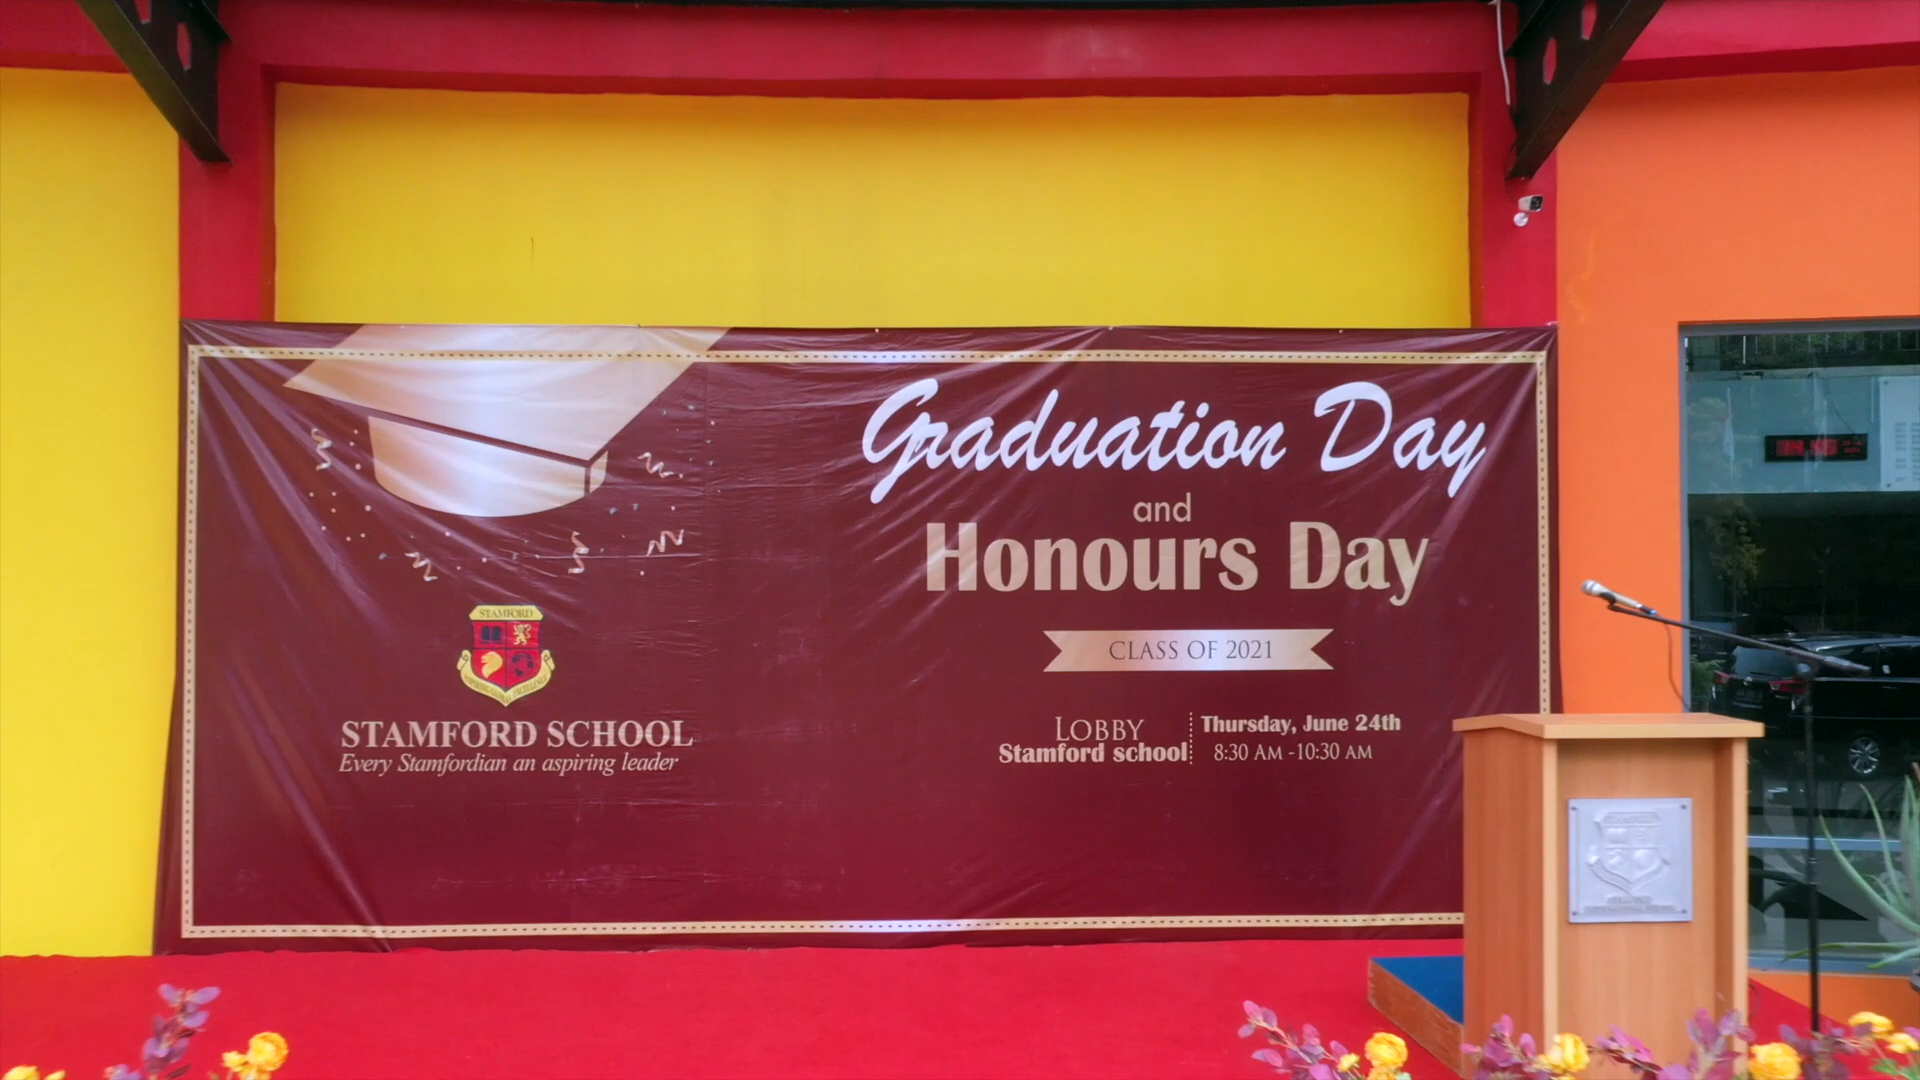 Graduation Day
and
Honours Day
CLASS OF 2021
STAMFORD
STAMFORD SCHOOL
Every Stamfordian an aspiring leader
LOBBY
Stamford school
Thursday, June 24th
8:30 AM -10:30 AM